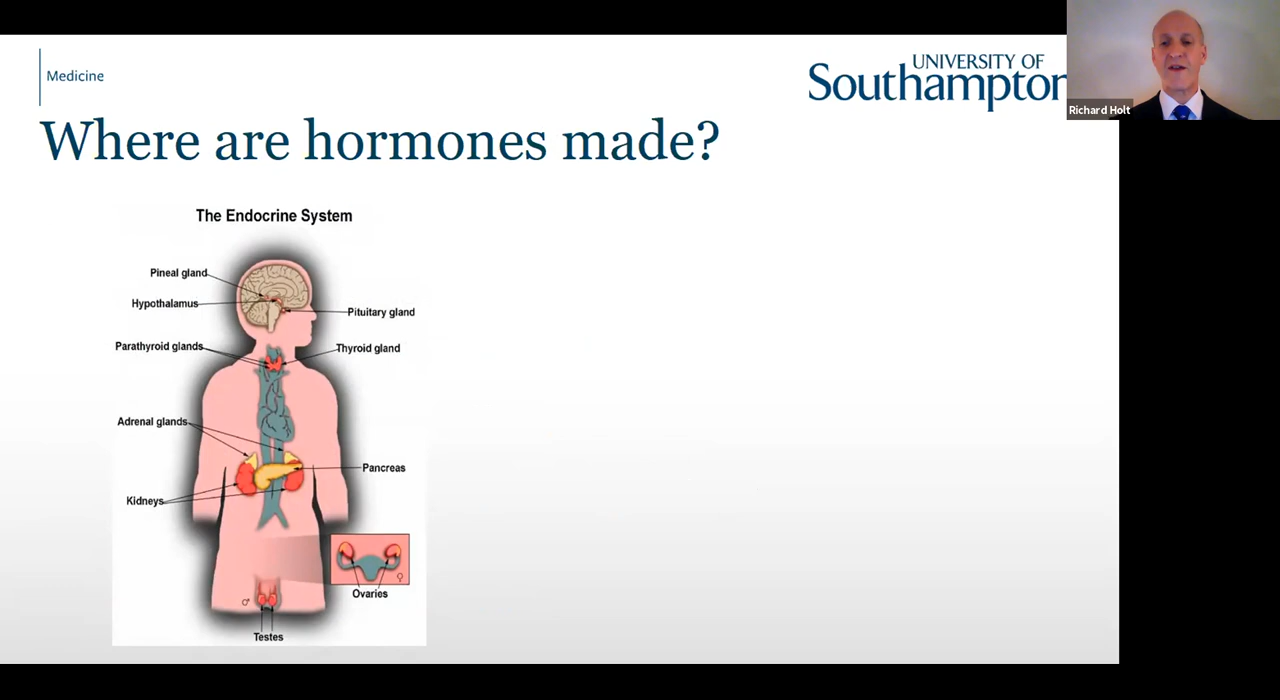 Medicine
UNIVERSITY OF
Southampton
Richard Holt
Where are hormones made?
The Endocrine System
Pineal gland
Hypothalamus
Pituitary gland
Parathyroid glands
Thyroid gland
Adrenal glands
Pancreas
Kidneys
♀
Ovaries
♂
Testes